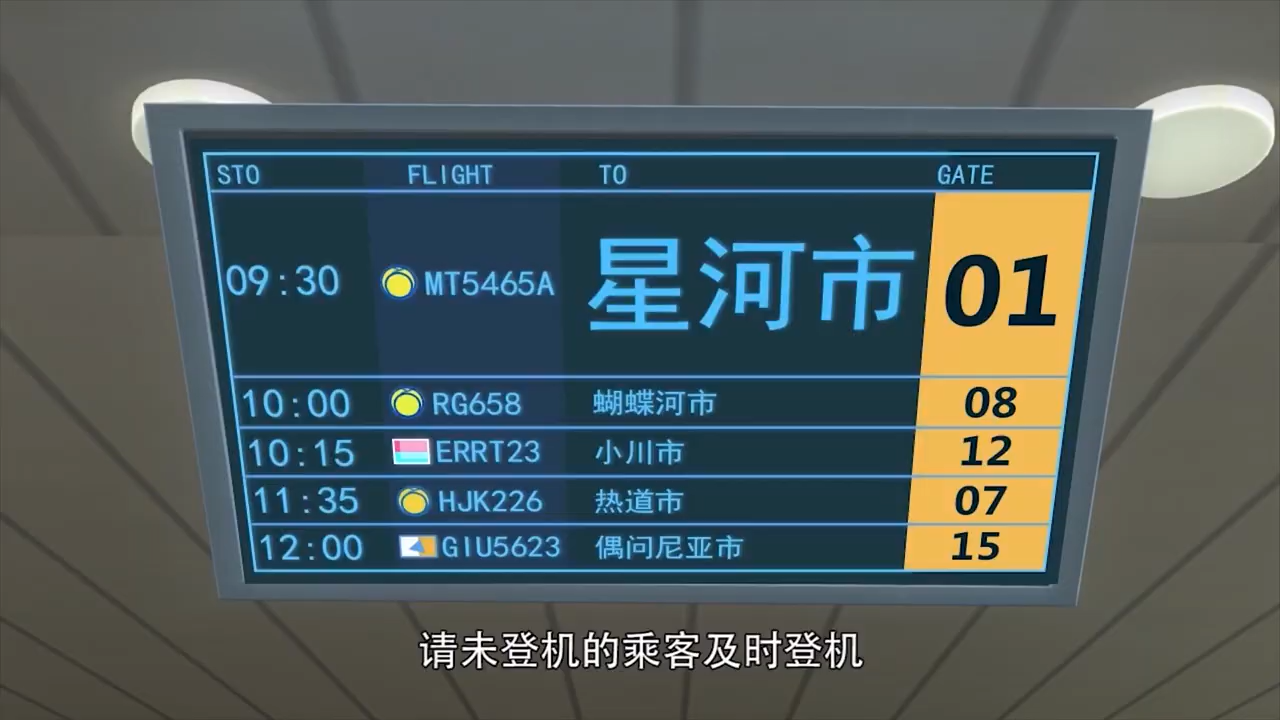 STO FLIGHT TO GATE
09:30 MT5465A 星河市 01
10:00 RG658 蝴蝶河市 08
10:15 ERRT23 小川市 12
11:35 HJK226 热道市 07
12:00 GIU5623 偶问尼亚市 15
请未登机的乘客及时登机